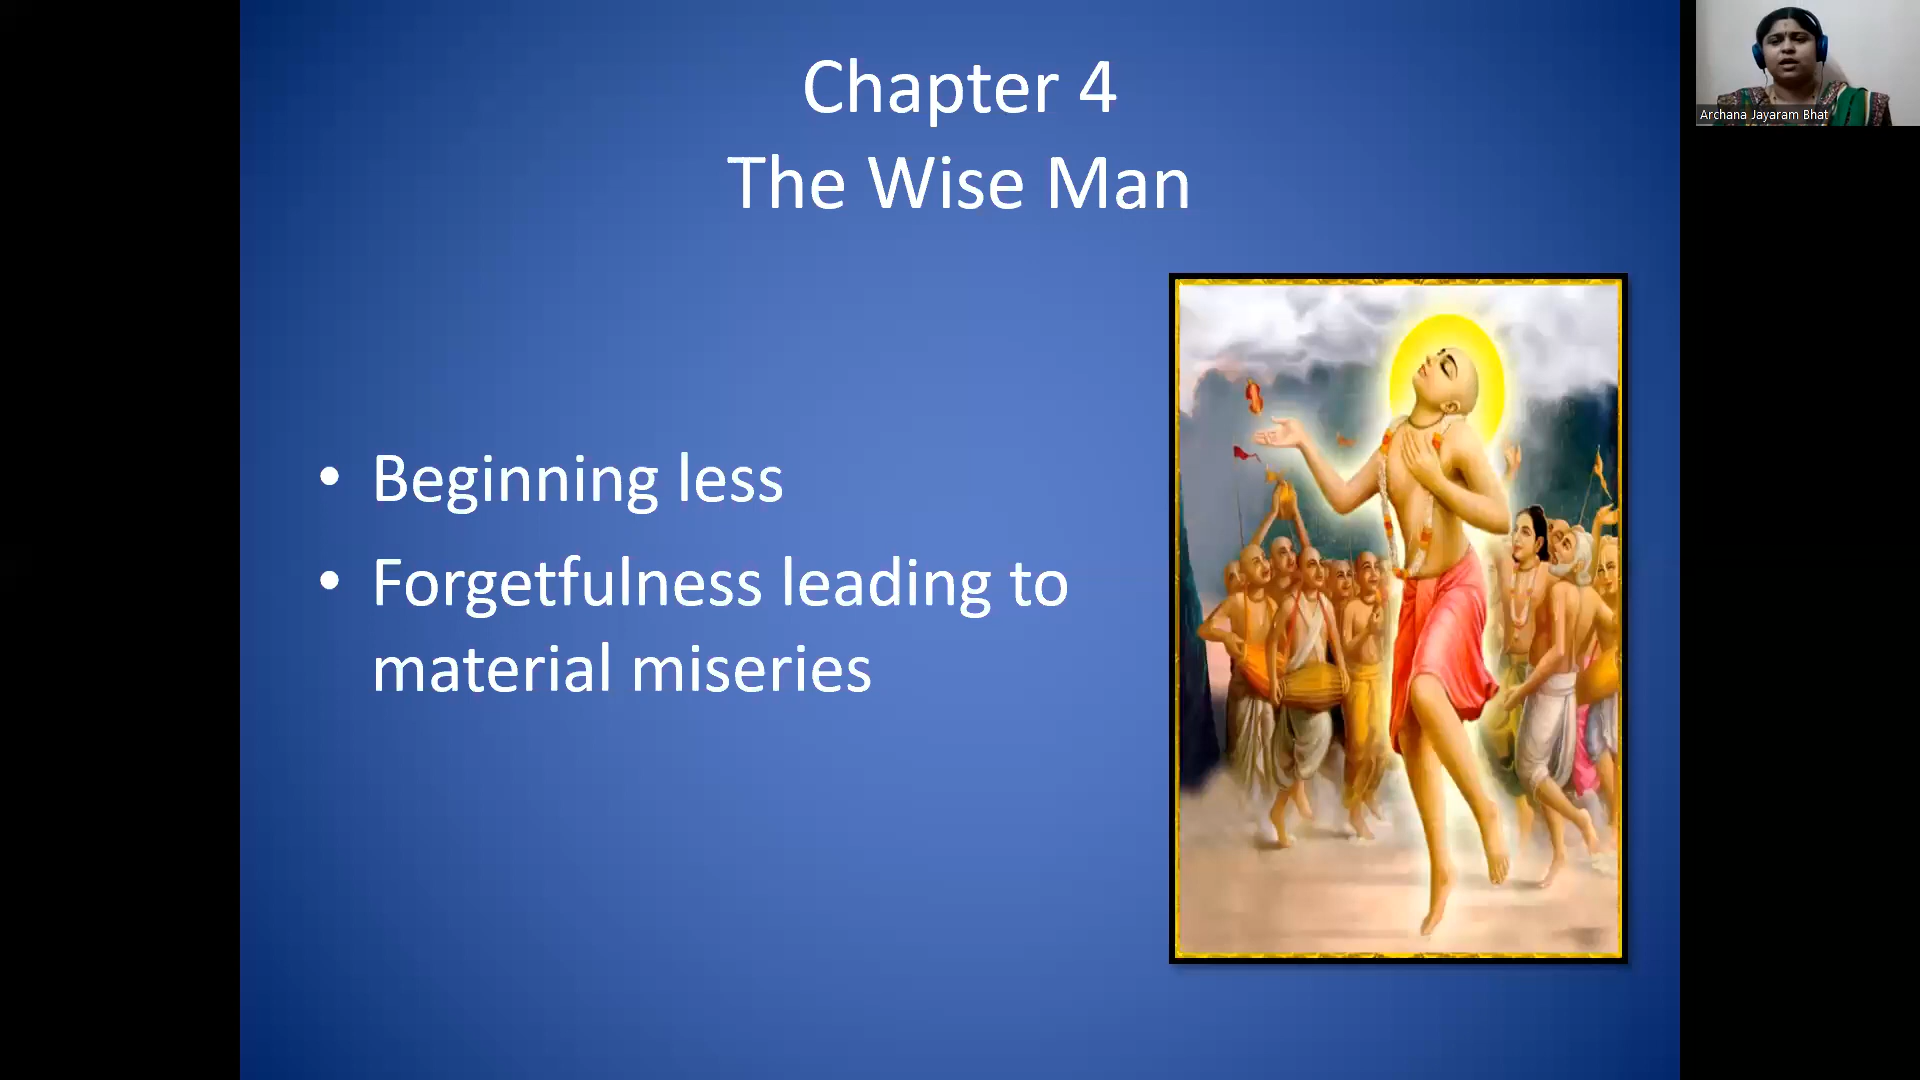 Chapter 4
The Wise Man
• Beginning less
• Forgetfulness leading to
material miseries
Archana Jayaram Bhat